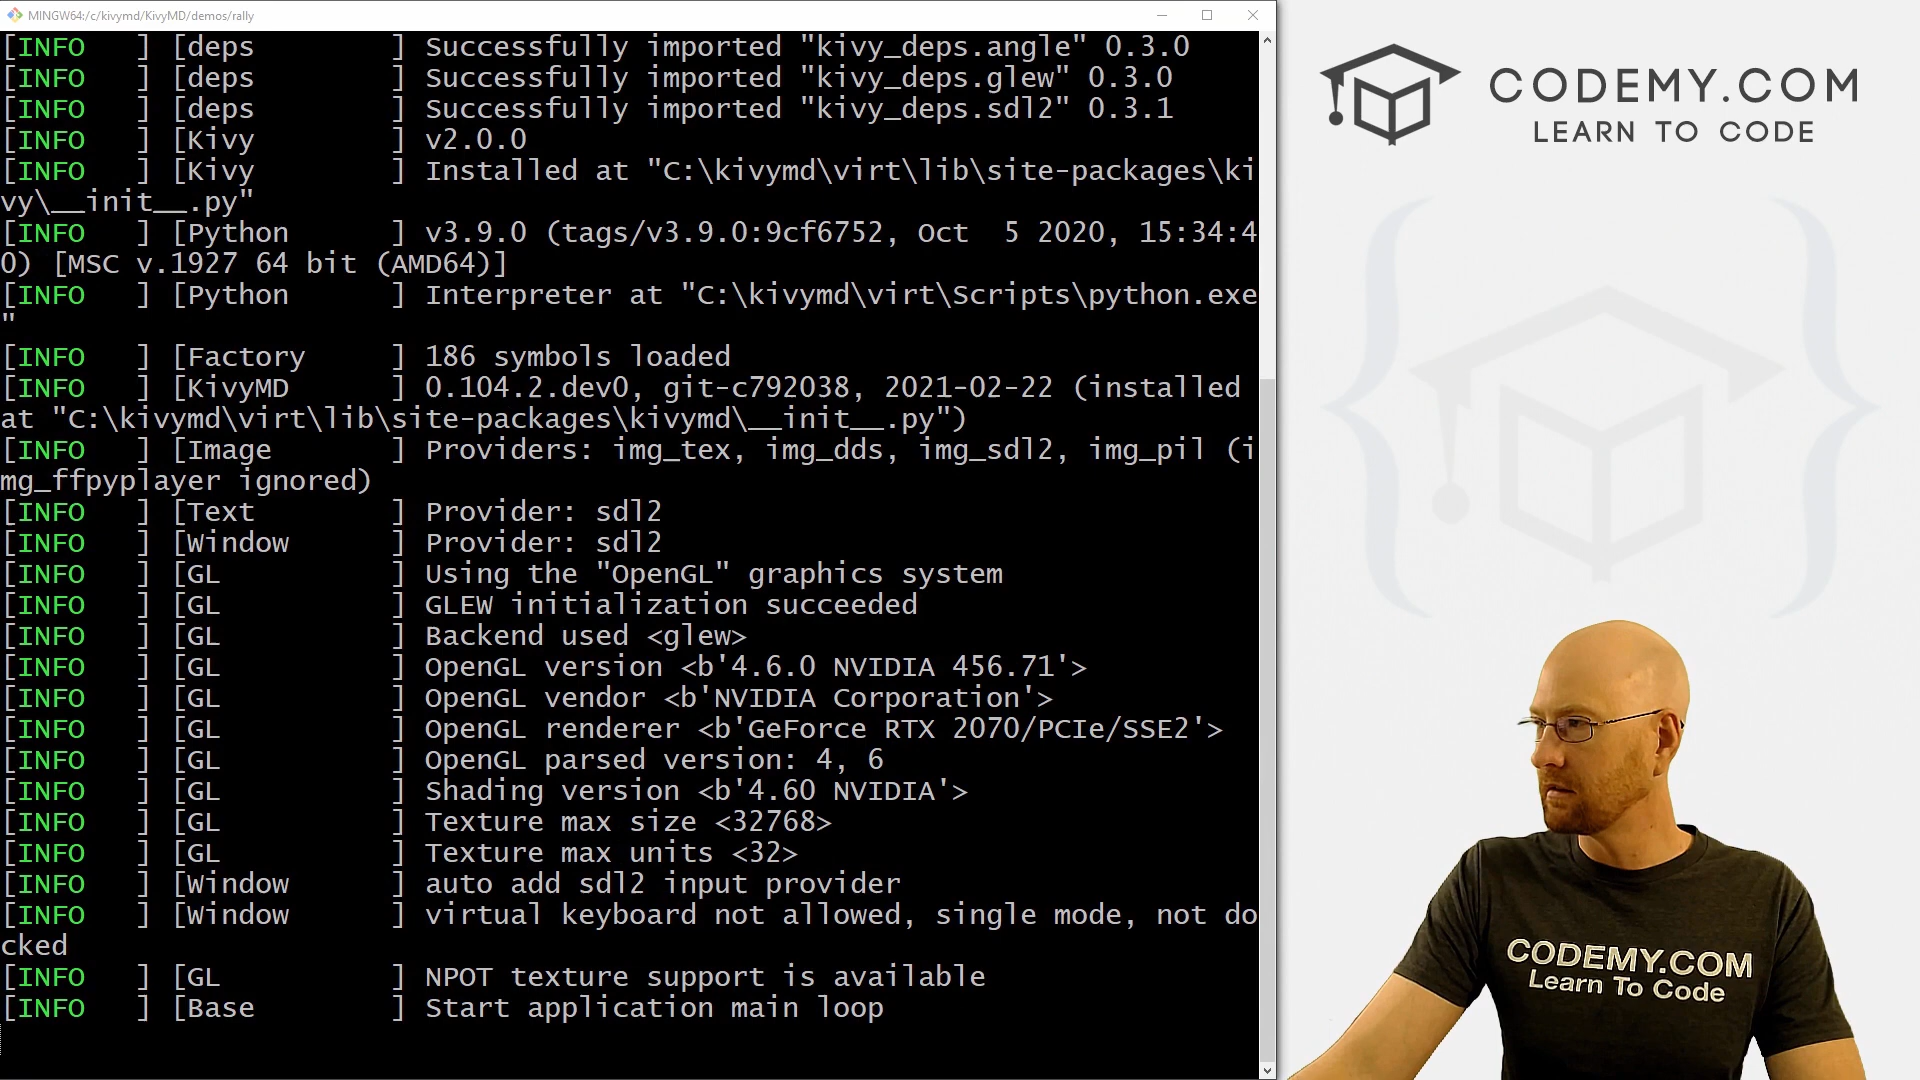 MINGW64:/c/kivymd/KivyMD/demos/rally
[INFO   ] [deps        ] Successfully imported "kivy_deps.angle" 0.3.0
[INFO   ] [deps        ] Successfully imported "kivy_deps.glew" 0.3.0
[INFO   ] [deps        ] Successfully imported "kivy_deps.sdl2" 0.3.1
[INFO   ] [Kivy        ] v2.0.0
[INFO   ] [Kivy        ] Installed at "C:\kivymd\virt\lib\site-packages\ki
vy\__init__.py"
[INFO   ] [Python      ] v3.9.0 (tags/v3.9.0:9cf6752, Oct  5 2020, 15:34:4
0) [MSC v.1927 64 bit (AMD64)]
[INFO   ] [Python      ] Interpreter at "C:\kivymd\virt\Scripts\python.exe
"
[INFO   ] [Factory     ] 186 symbols loaded
[INFO   ] [KivyMD      ] 0.104.2.dev0, git-c792038, 2021-02-22 (installed
at "C:\kivymd\virt\lib\site-packages\kivymd\__init__.py")
[INFO   ] [Image       ] Providers: img_tex, img_dds, img_sdl2, img_pil (i
mg_ffpyplayer ignored)
[INFO   ] [Text        ] Provider: sdl2
[INFO   ] [Window      ] Provider: sdl2
[INFO   ] [GL          ] Using the "OpenGL" graphics system
[INFO   ] [GL          ] GLEW initialization succeeded
[INFO   ] [GL          ] Backend used <glew>
[INFO   ] [GL          ] OpenGL version <b'4.6.0 NVIDIA 456.71'>
[INFO   ] [GL          ] OpenGL vendor <b'NVIDIA Corporation'>
[INFO   ] [GL          ] OpenGL renderer <b'GeForce RTX 2070/PCIe/SSE2'>
[INFO   ] [GL          ] OpenGL parsed version: 4, 6
[INFO   ] [GL          ] Shading version <b'4.60 NVIDIA'>
[INFO   ] [GL          ] Texture max size <32768>
[INFO   ] [GL          ] Texture max units <32>
[INFO   ] [Window      ] auto add sdl2 input provider
[INFO   ] [Window      ] virtual keyboard not allowed, single mode, not do
cked
[INFO   ] [GL          ] NPOT texture support is available
[INFO   ] [Base        ] Start application main loop
CODEMY.COM
LEARN TO CODE
CODEMY.COM
Learn To Code